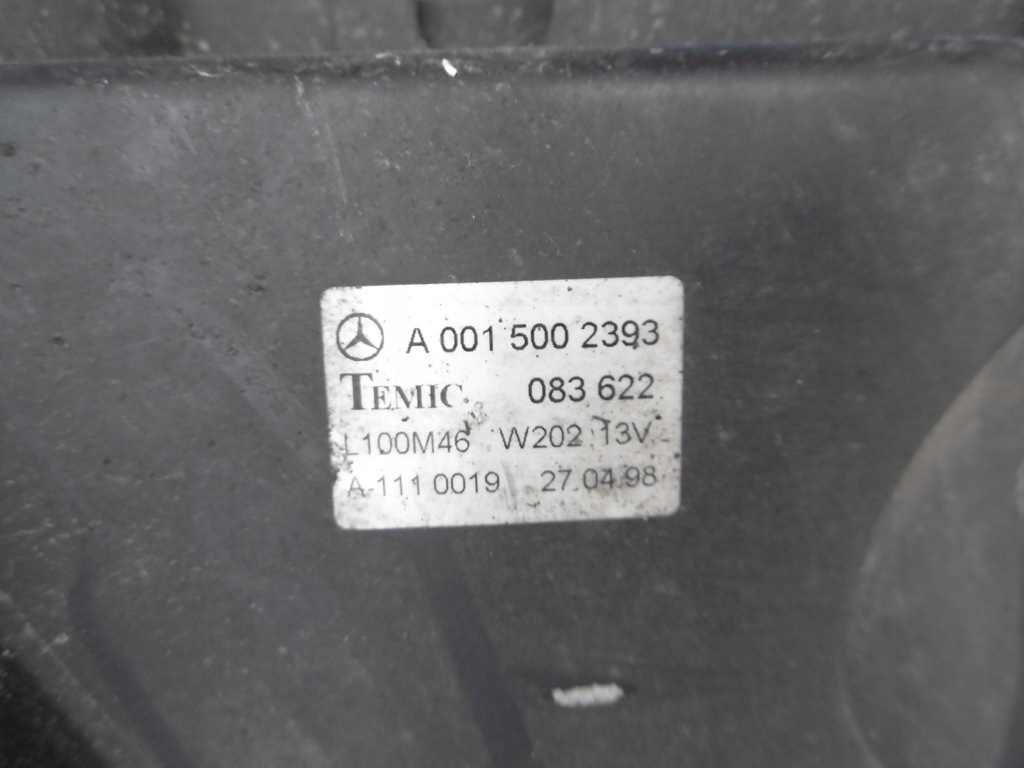 A 001 500 2393
TEMIC 083 622
L100M46 W202 13V
A-111 0019 27.04.98